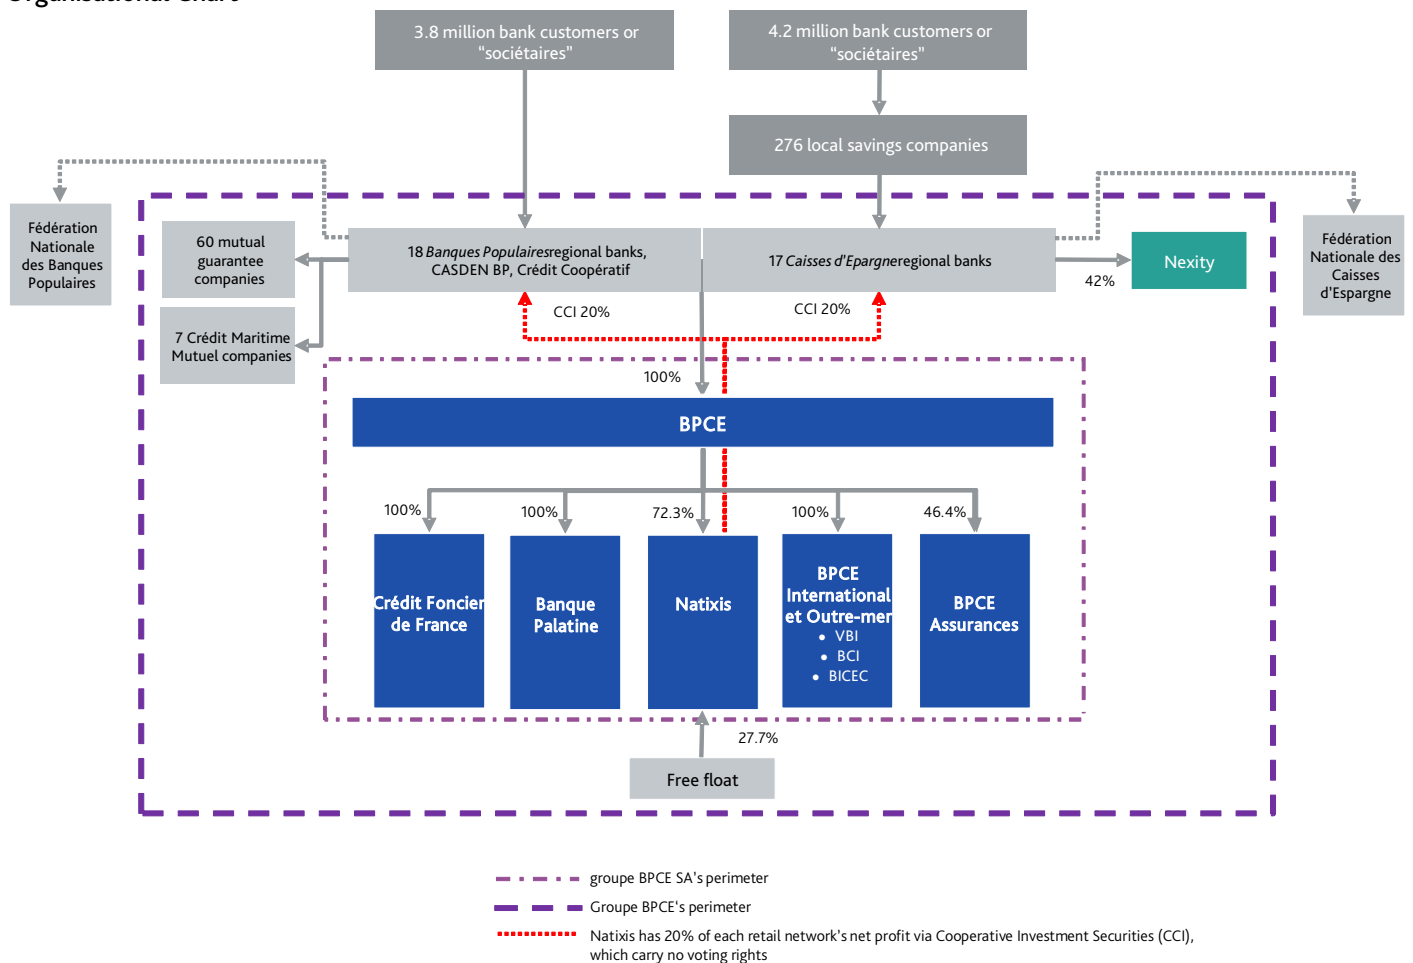 Organisational Chart
3.8 million bank customers or
“sociétaires”
4.2 million bank customers or
“sociétaires”
276 local savings companies
Fédération
Nationale
des Banques
Populaires
60 mutual
guarantee
companies
7 Crédit Maritime
Mutuel companies
18 Banques Populairesregional banks,
CASDEN BP, Crédit Coopératif
17 Caisses d'Epargneregional banks
42%
Nexity
Fédération
Nationale des
Caisses
d'Espargne
CCI 20%
CCI 20%
100%
BPCE
100%
100%
72.3%
100%
46.4%
Crédit Foncier
de France
Banque
Palatine
Natixis
BPCE
International
et Outre-mer
• VBI
• BCI
• BICEC
BPCE
Assurances
27.7%
Free float
groupe BPCE SA's perimeter
Groupe BPCE's perimeter
Natixis has 20% of each retail network's net profit via Cooperative Investment Securities (CCI),
which carry no voting rights